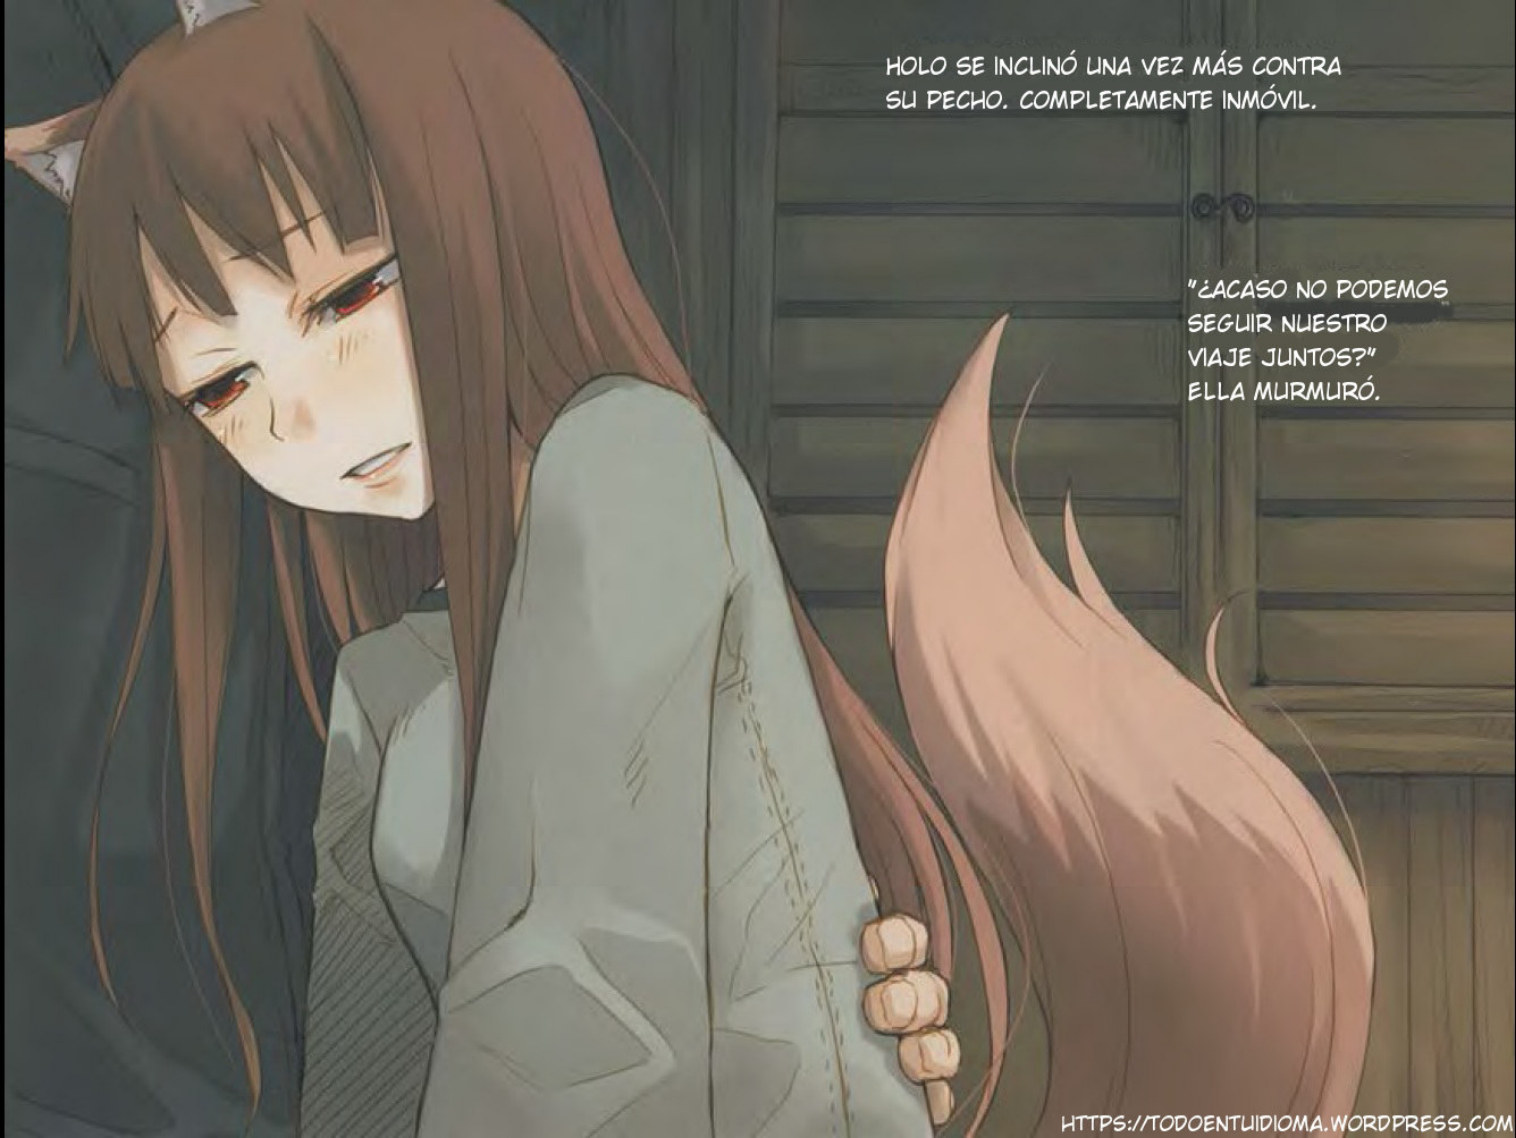 HOLO SE INCLINÓ UNA VEZ MÁS CONTRA
SU PECHO. COMPLETAMENTE INMÓVIL.
"¿ACASO NO PODEMOS
SEGUIR NUESTRO
VIAJE JUNTOS?"
ELLA MURMURÓ.
HTTPS://TODOENTUIDIOMA.WORDPRESS.COM